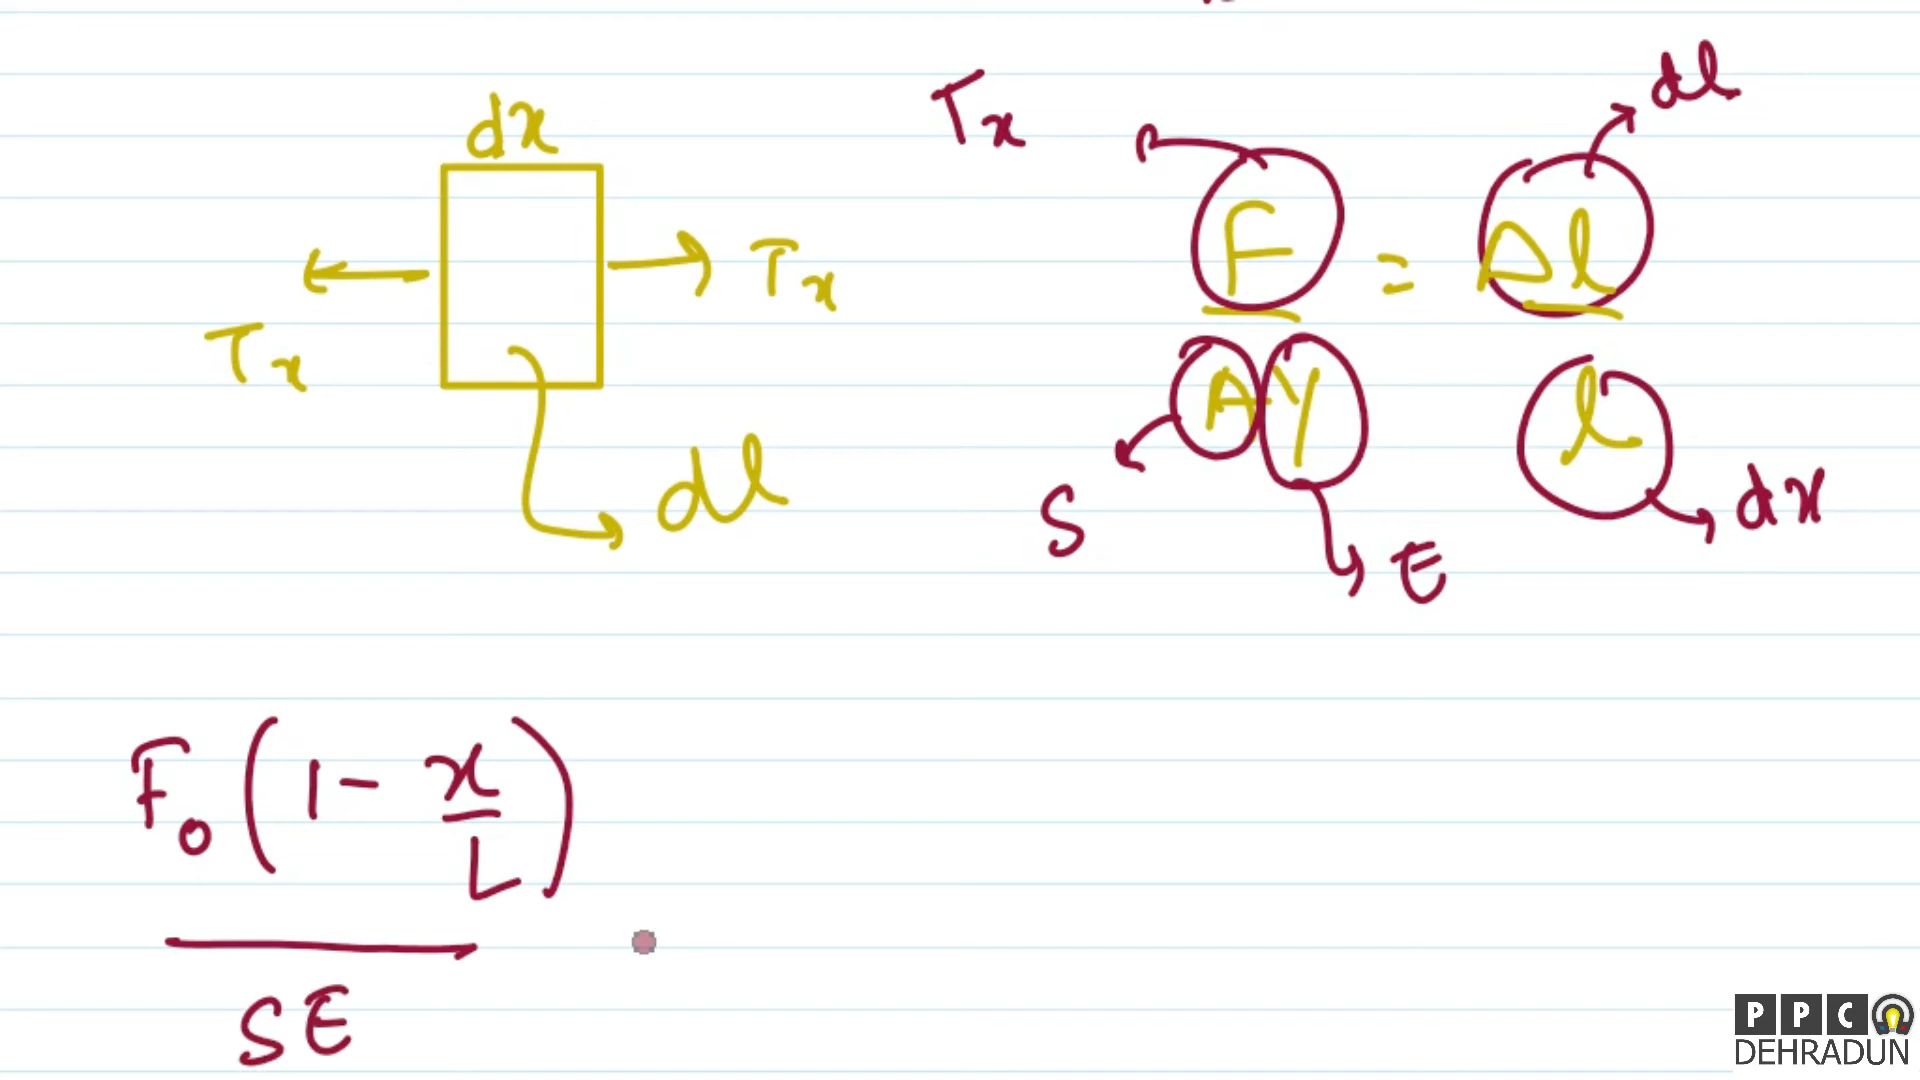 dx
Tx
Tx
dl
Tx
dl
F = Δl
AY l
S
E
dx
F₀(1 - x/L)
SE
PPC
DEHRADUN